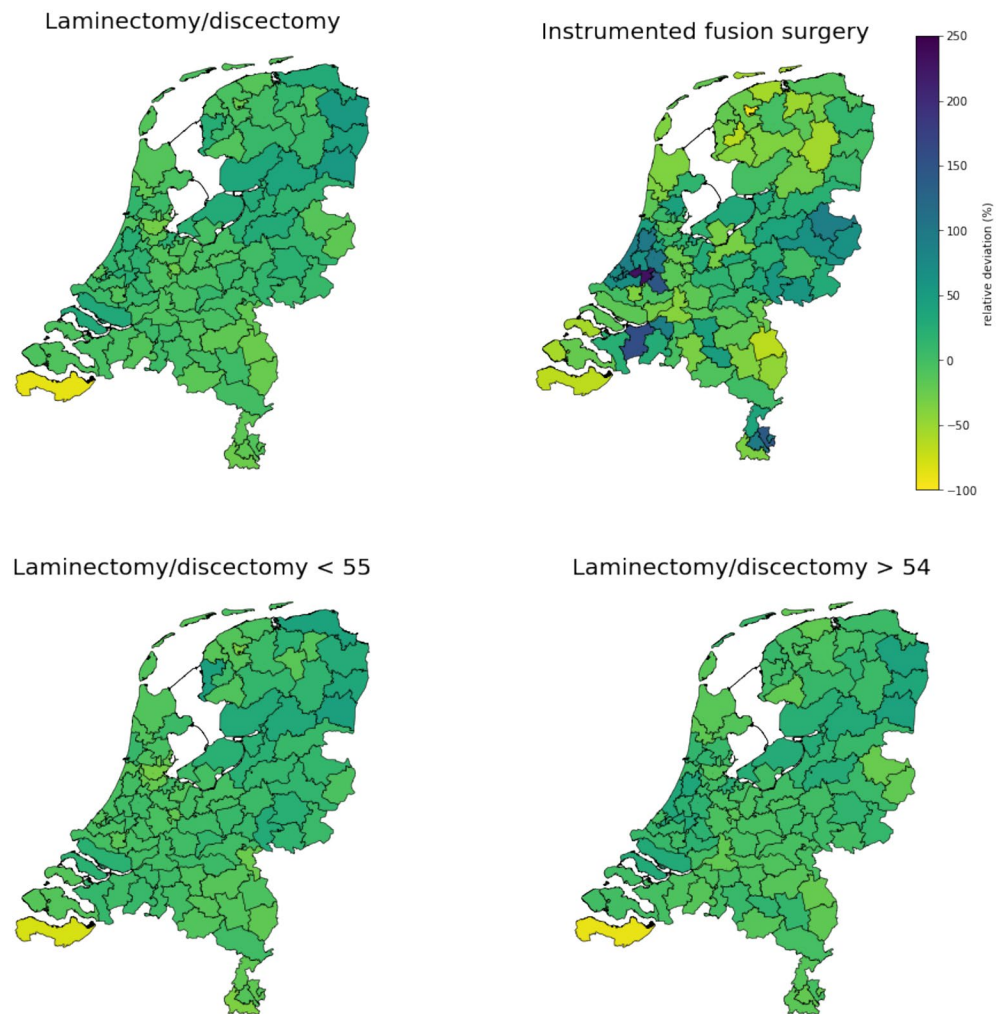 Laminectomy/discectomy
Instrumented fusion surgery
250
200
150
100
50
0
−50
−100
relative deviation (%)
Laminectomy/discectomy < 55
Laminectomy/discectomy > 54